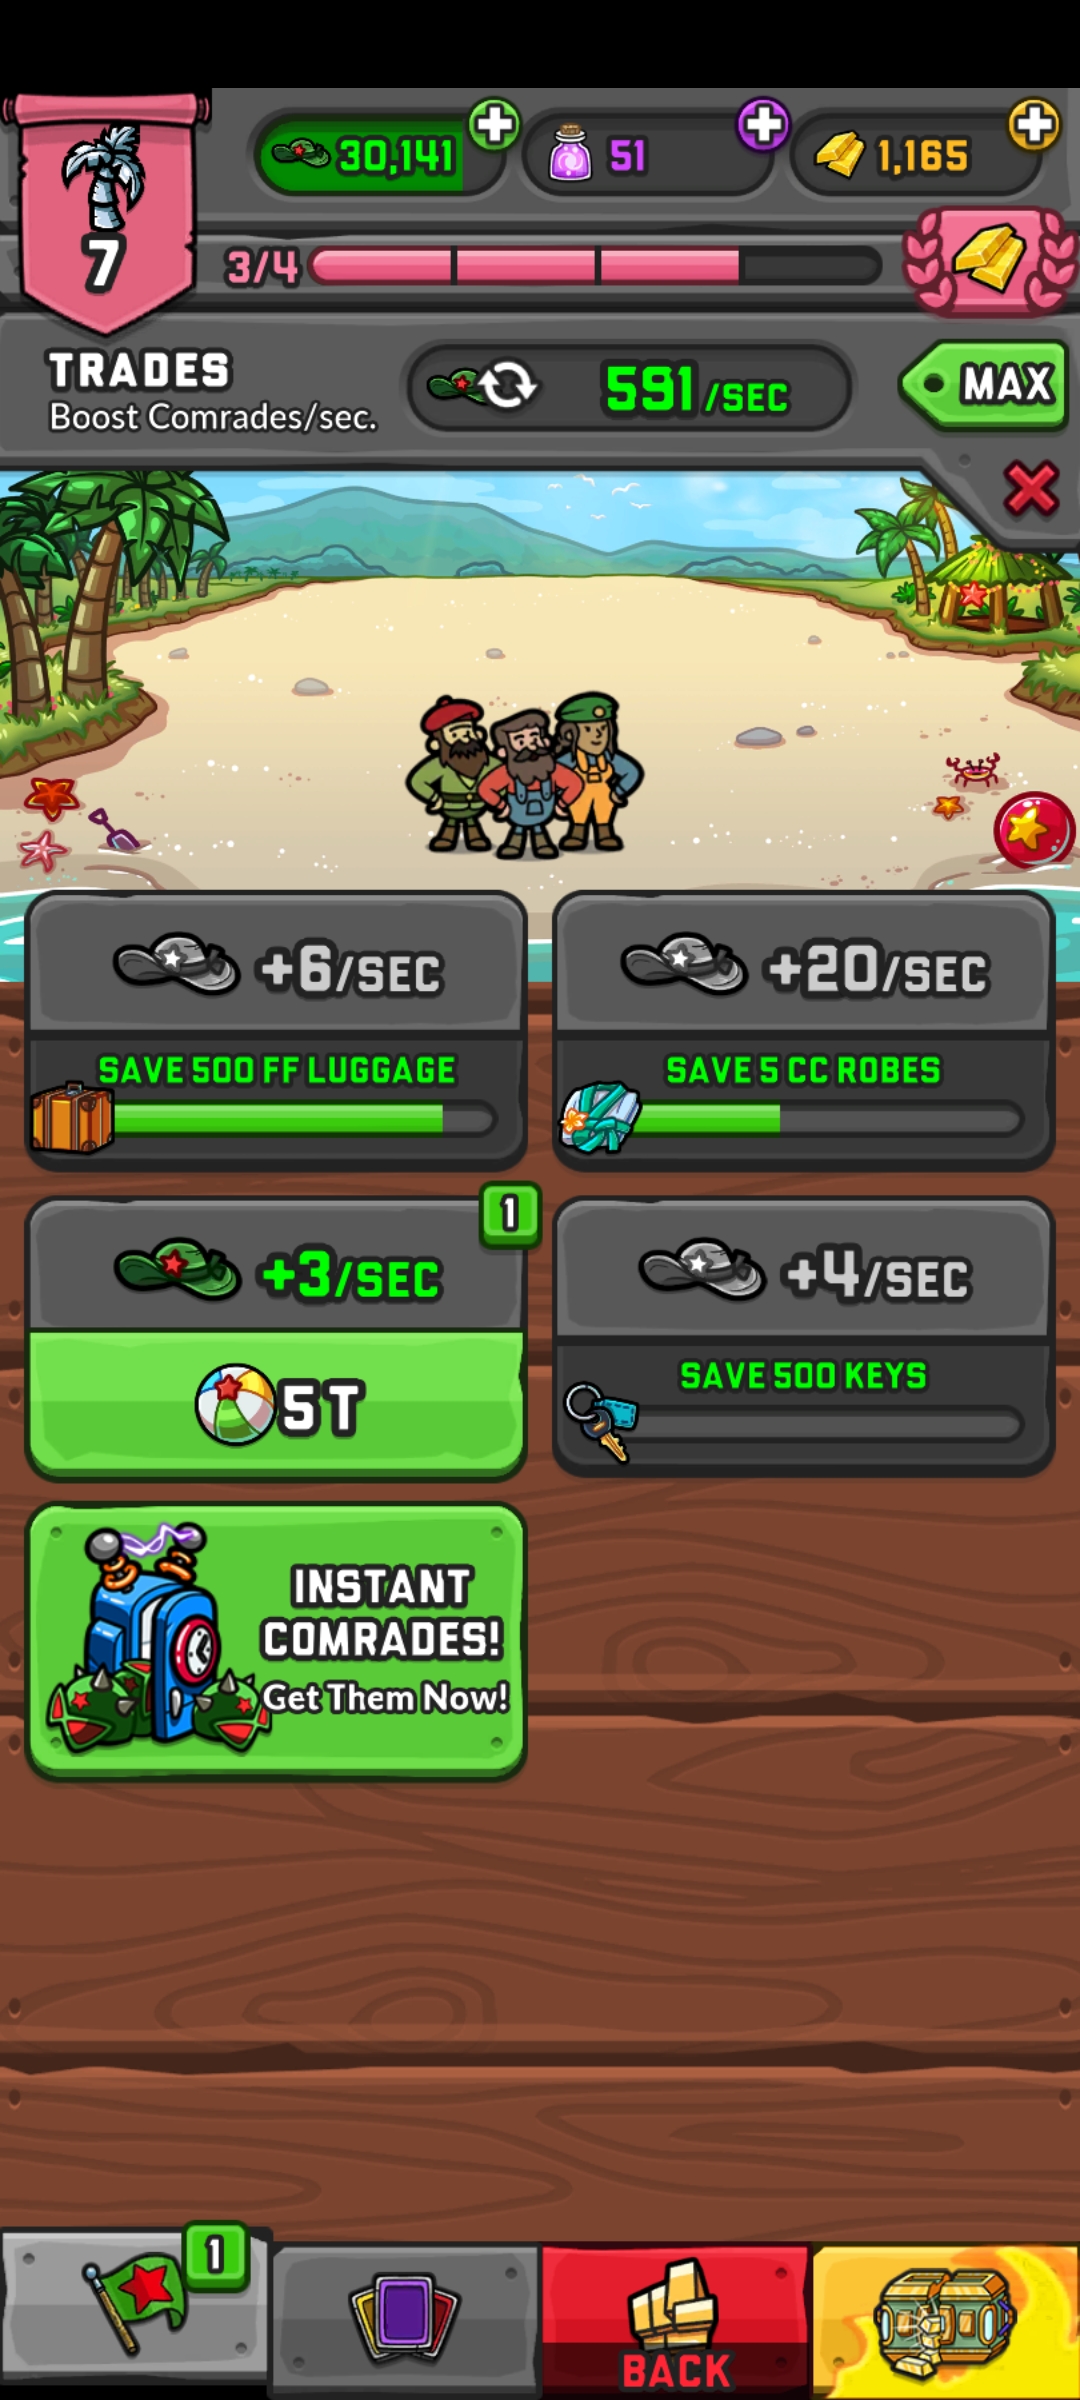 30,141
51
1,165
7
3/4
TRADES
Boost Comrades/sec.
591 /SEC
MAX
+6/SEC
SAVE 500 FF LUGGAGE
+20/SEC
SAVE 5 CC ROBES
1
+3/SEC
5 T
+4/SEC
SAVE 500 KEYS
INSTANT
COMRADES!
Get Them Now!
1
BACK